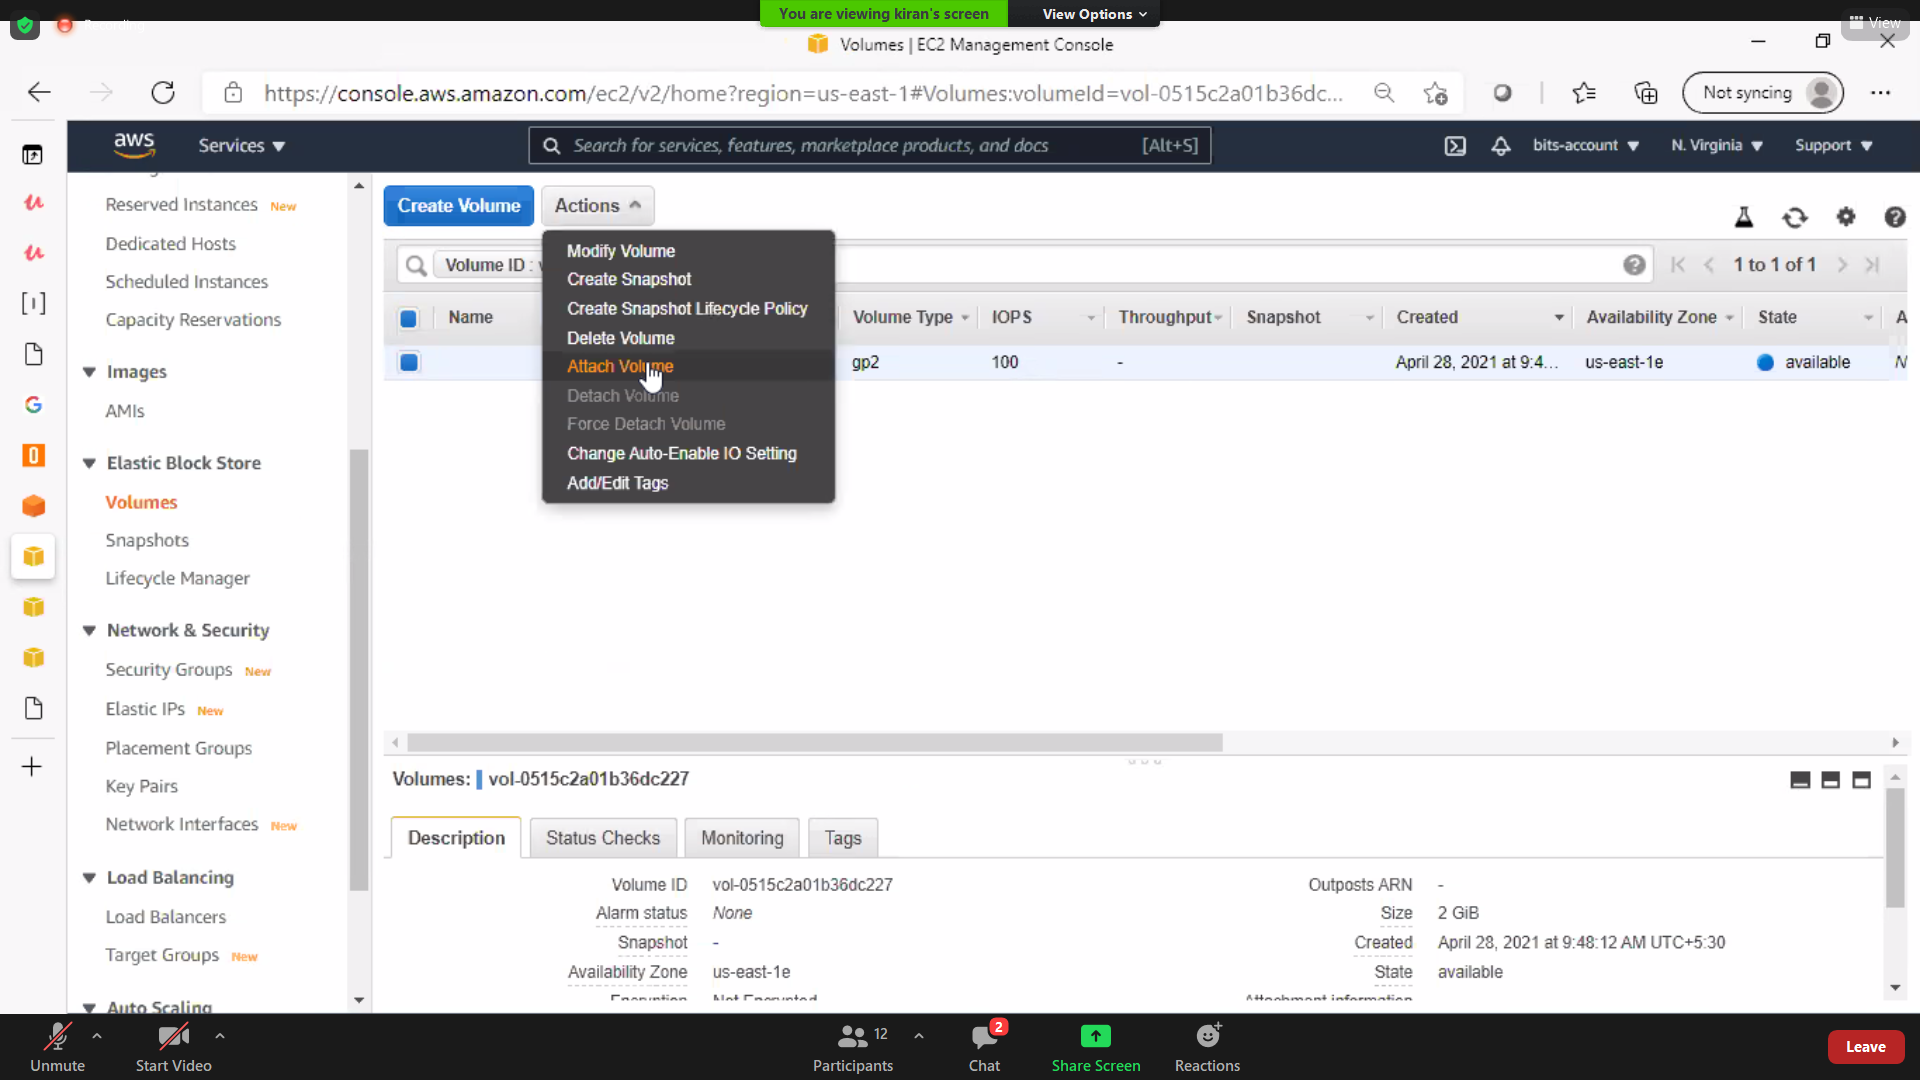 You are viewing kiran's screen
View Options
View
Volumes | EC2 Management Console
https://console.aws.amazon.com/ec2/v2/home?region=us-east-1#Volumes:volumeId=vol-0515c2a01b36dc...
Not syncing
aws
Services
Search for services, features, marketplace products, and docs
[Alt+S]
bits-account
N. Virginia
Support
Reserved Instances New
Dedicated Hosts
Scheduled Instances
Capacity Reservations
Images
AMIs
Elastic Block Store
Volumes
Snapshots
Lifecycle Manager
Network & Security
Security Groups New
Elastic IPs New
Placement Groups
Key Pairs
Network Interfaces New
Load Balancing
Load Balancers
Target Groups New
Auto Scaling
Create Volume
Actions
Modify Volume
Create Snapshot
Create Snapshot Lifecycle Policy
Delete Volume
Attach Volume
Detach Volume
Force Detach Volume
Change Auto-Enable IO Setting
Add/Edit Tags
Volume ID :
1 to 1 of 1
Name
Volume Type
IOPS
Throughput
Snapshot
Created
Availability Zone
State
A
gp2
100
-
April 28, 2021 at 9:4...
us-east-1e
available
Volumes: vol-0515c2a01b36dc227
Description
Status Checks
Monitoring
Tags
Volume ID vol-0515c2a01b36dc227
Alarm status None
Snapshot -
Availability Zone us-east-1e
Encryption Not Encrypted
Outposts ARN -
Size 2 GiB
Created April 28, 2021 at 9:48:12 AM UTC+5:30
State available
Attachment information
Unmute
Start Video
12
Participants
2
Chat
Share Screen
Reactions
Leave